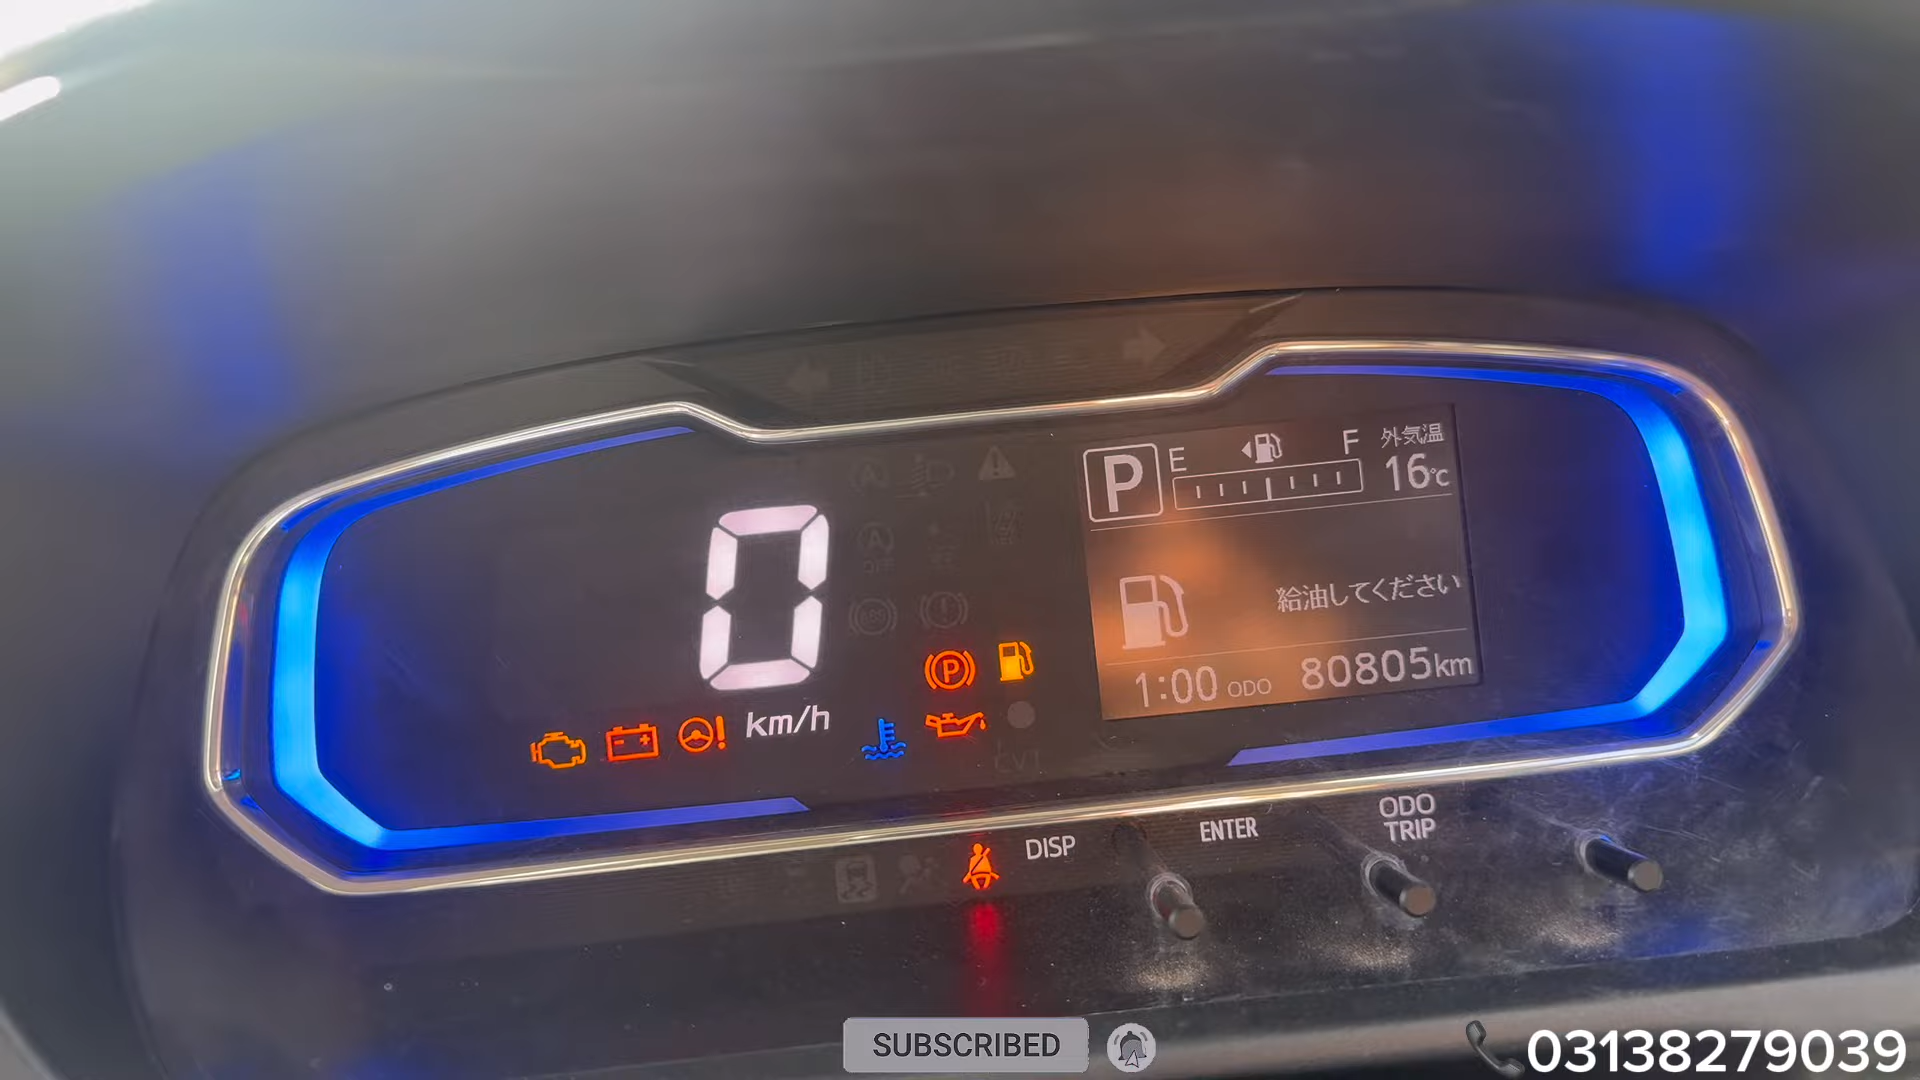 P E F 外気温
16℃
給油してください
1:00 ODO 80805km
0
km/h
DISP
ENTER
ODO
TRIP
SUBSCRIBED
03138279039